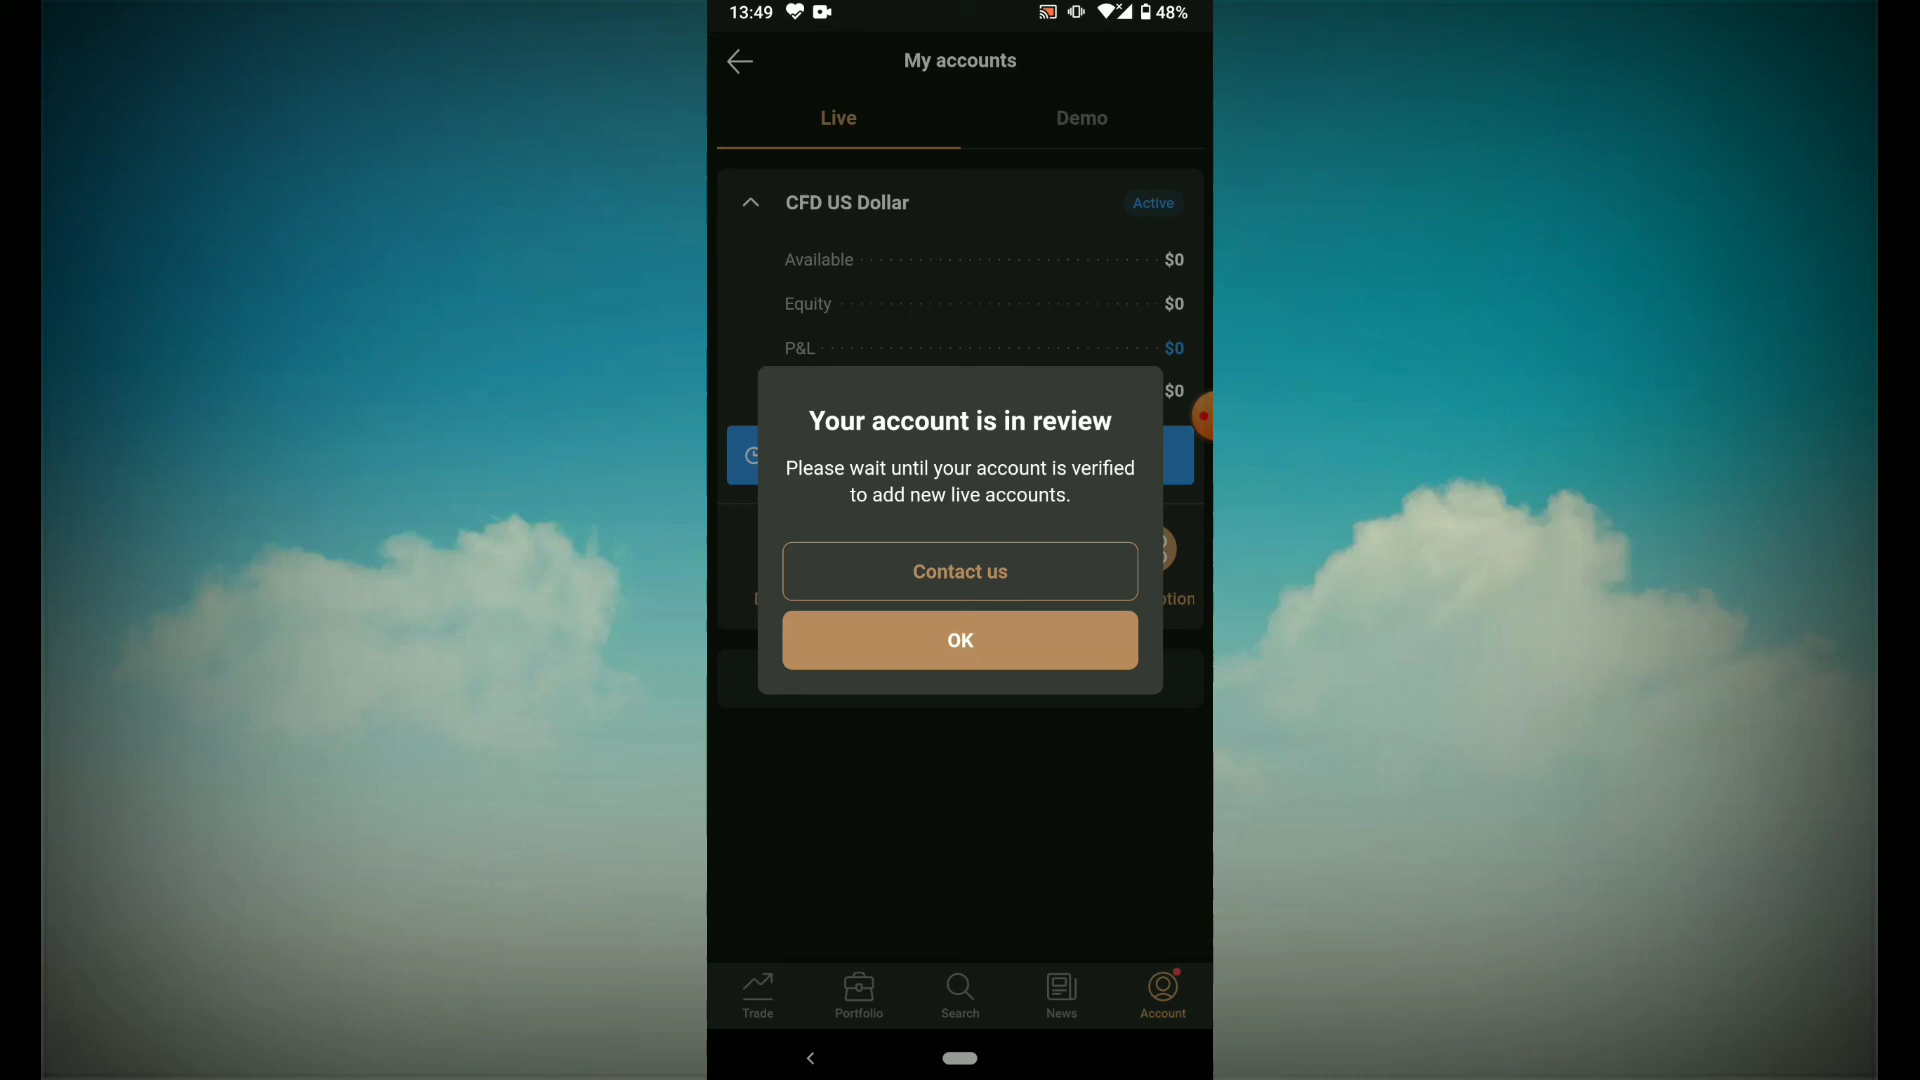 13:49
48%
My accounts
Live
Demo
CFD US Dollar
Active
Available
$0
Equity
$0
P&L
$0
$0
Your account is in review
Please wait until your account is verified
to add new live accounts.
Contact us
OK
Trade
Portfolio
Search
News
Account